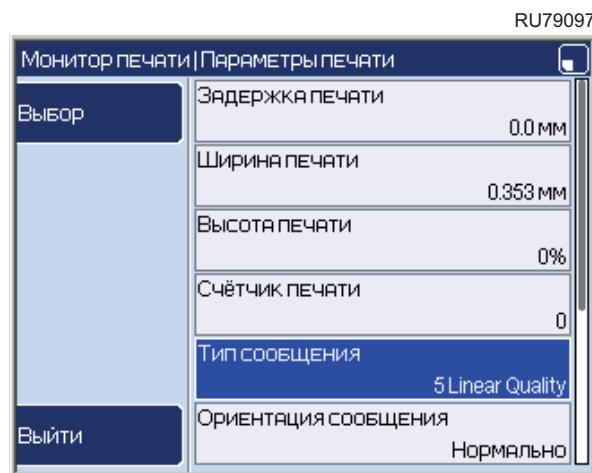 RU79097
Монитор печати|Параметры печати
Выбор
Задержка печати
0.0 мм
Ширина печати
0.353 мм
Высота печати
0%
Счётчик печати
0
Тип сообщения
5 Linear Quality
Ориентация сообщения
Нормально
Выйти